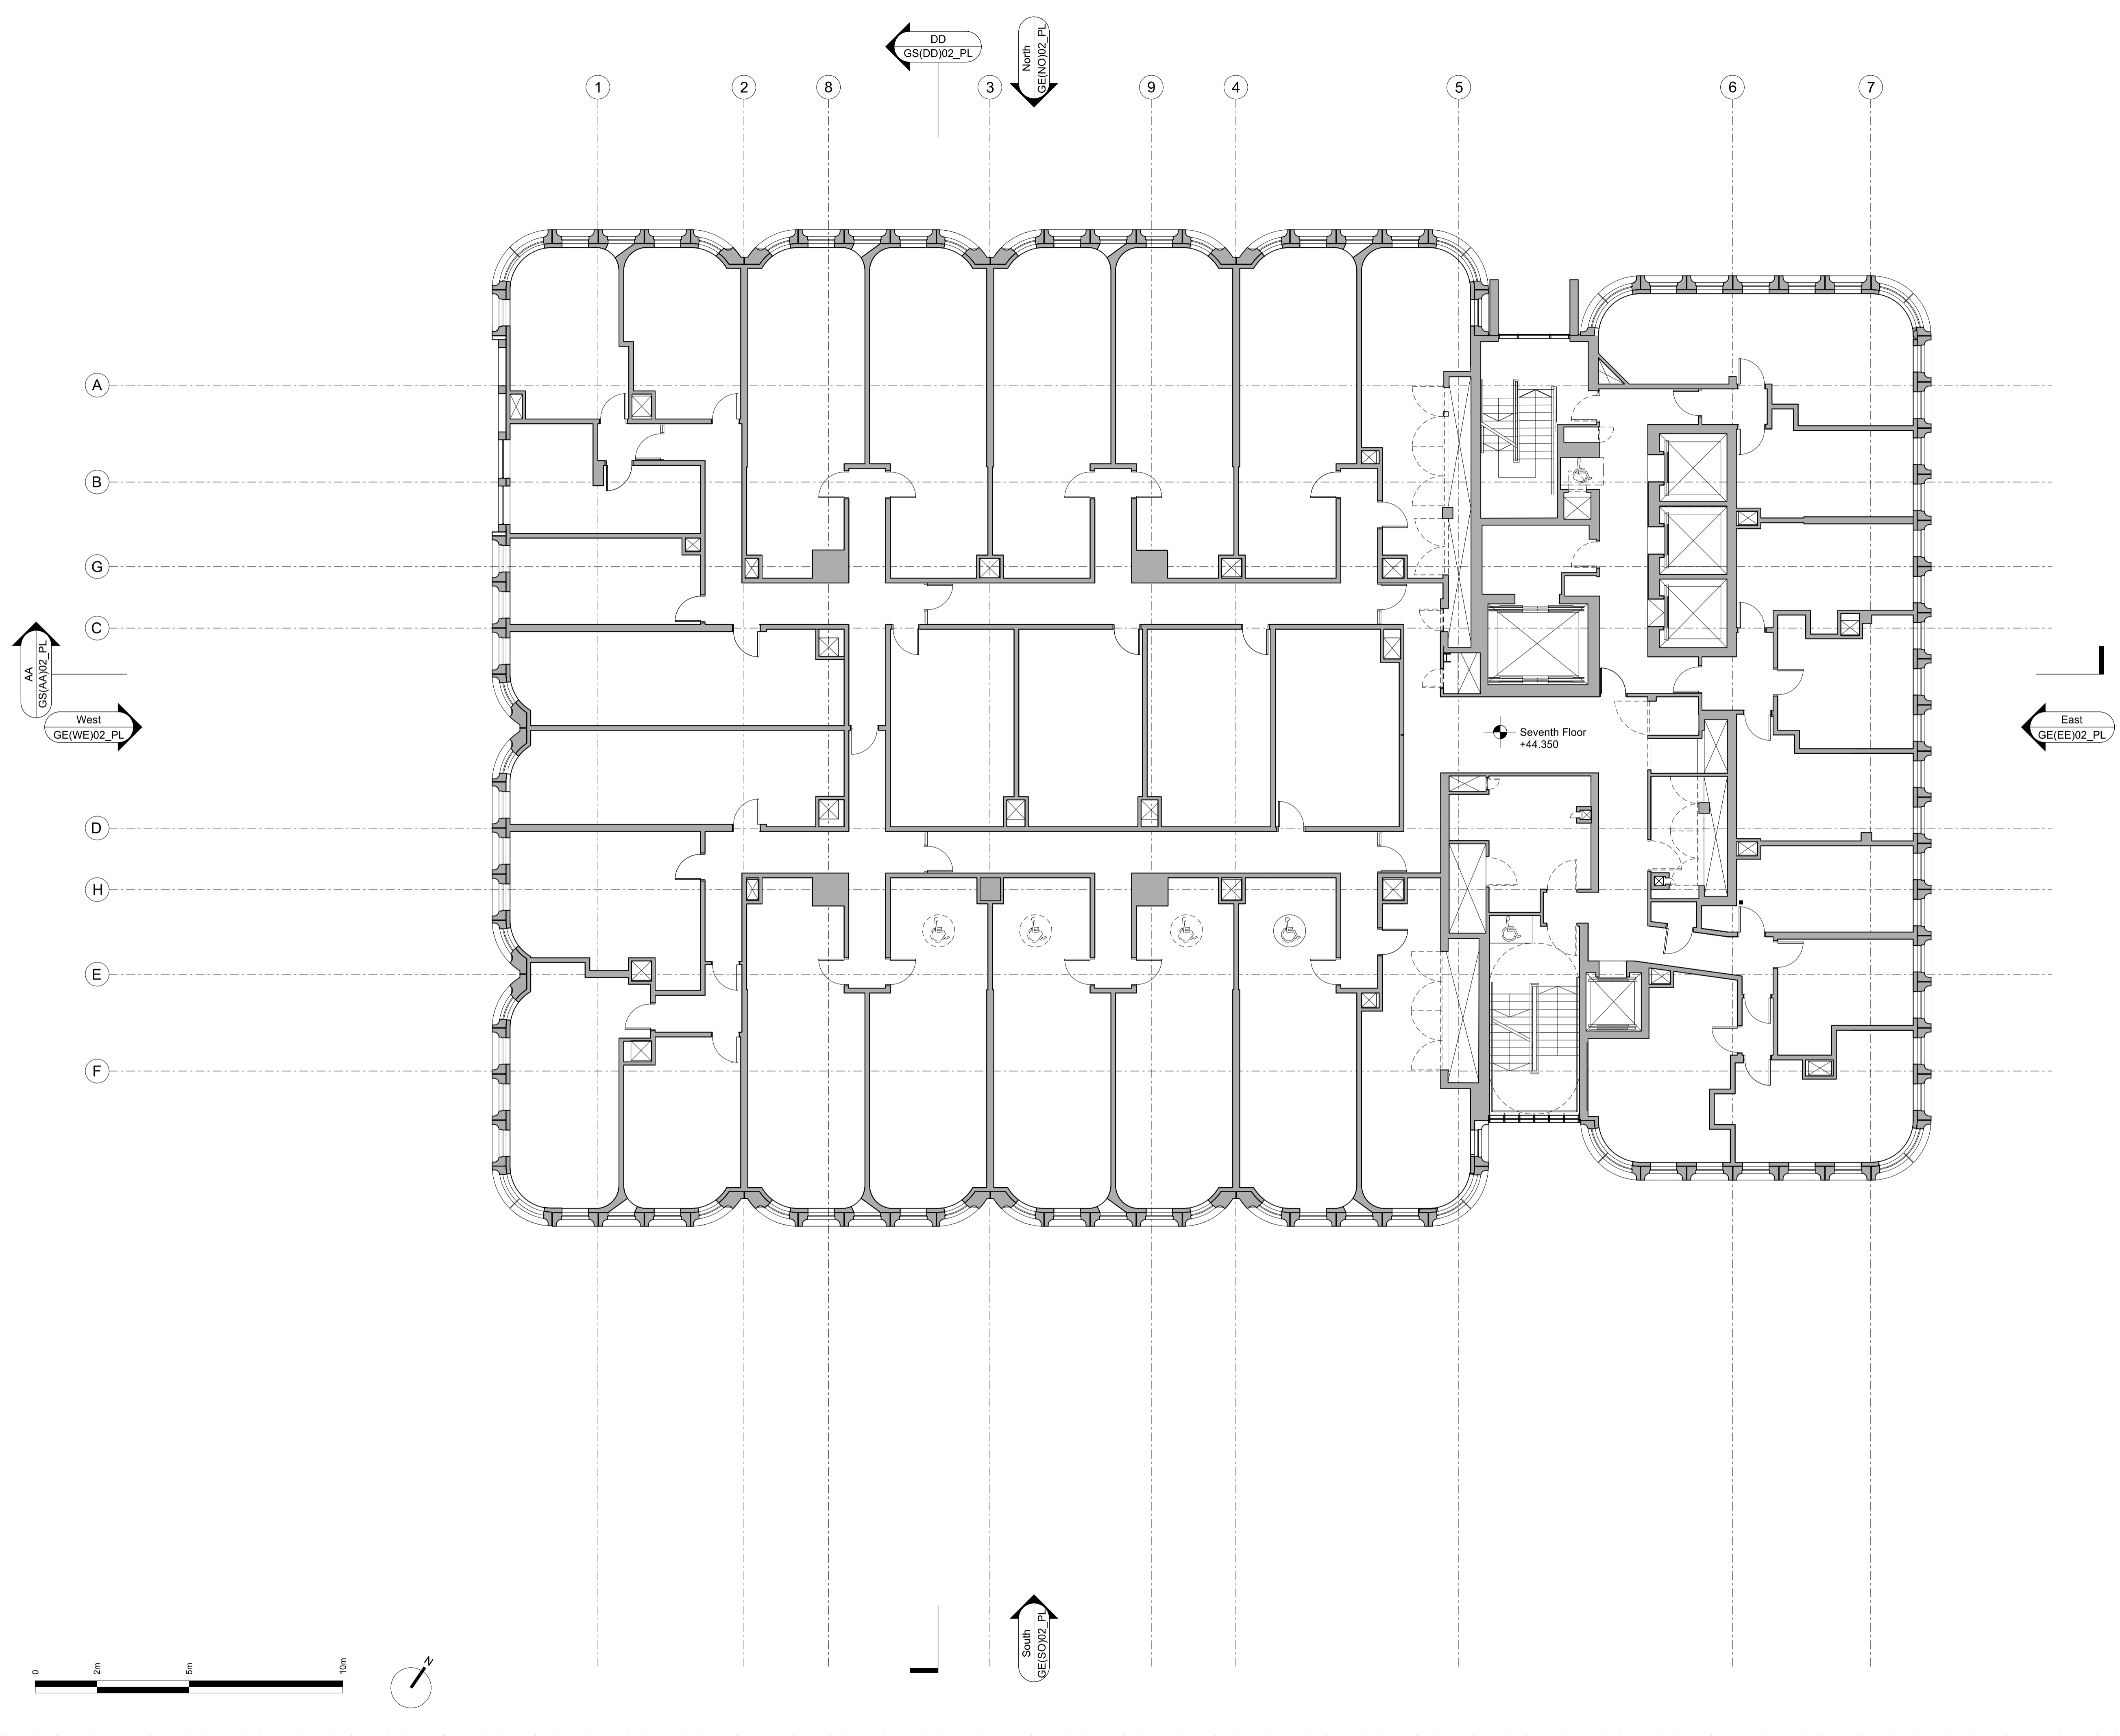 DD
GS(DD)02_PL
North
GE(NO)02_PL
1
2
8
3
9
4
5
6
7
A
B
G
C
AA
GS(AA)02_PL
West
GE(WE)02_PL
Seventh Floor
+44.350
East
GE(EE)02_PL
D
H
E
F
South
GE(SO)02_PL
0
2m
5m
10m
N